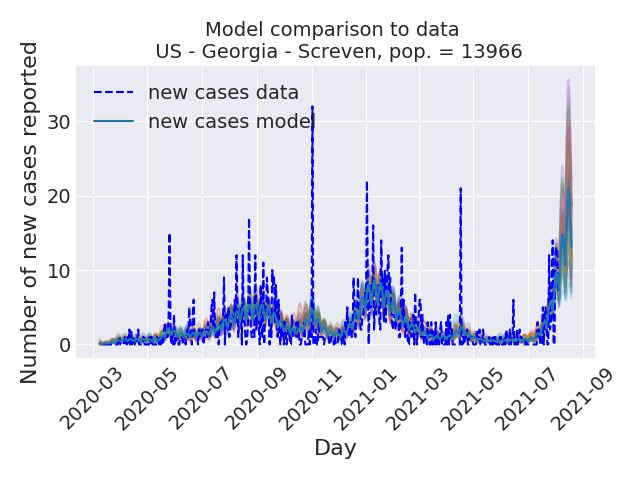 Model comparison to data
US - Georgia - Screven, pop. = 13966
Number of new cases reported
new cases data
new cases model
30
20
10
0
2020-03
2020-05
2020-07
2020-09
2020-11
2021-01
2021-03
2021-05
2021-07
2021-09
Day